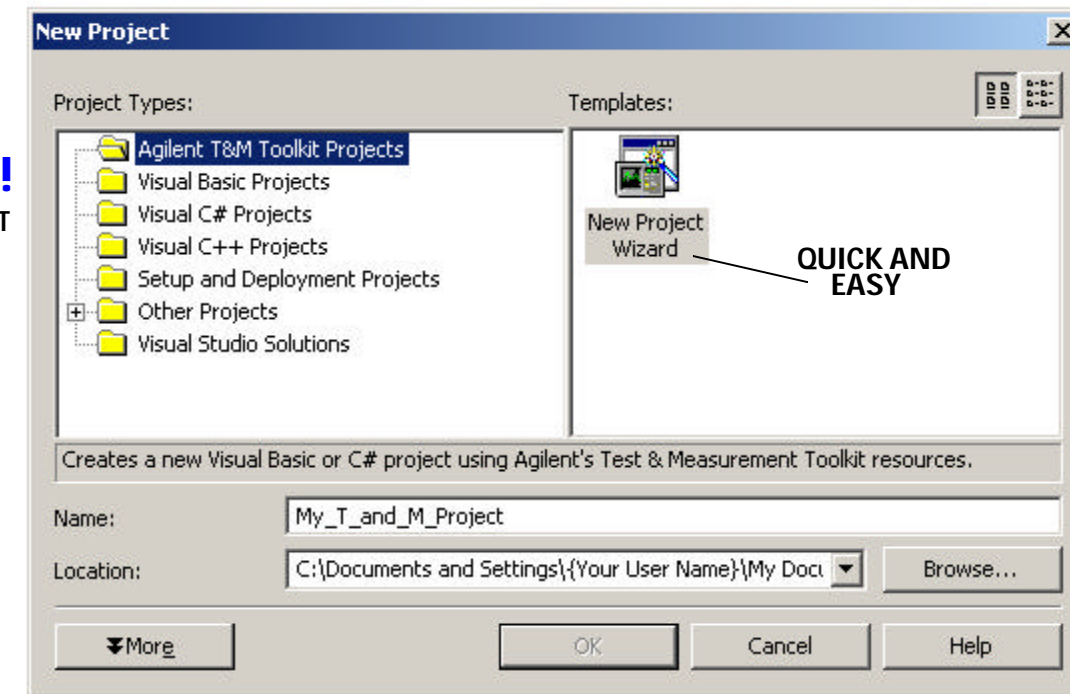 New Project
Project Types:
Templates:
Agilent T&M Toolkit Projects
Visual Basic Projects
Visual C# Projects
Visual C++ Projects
Setup and Deployment Projects
Other Projects
Visual Studio Solutions
!
T
New Project
Wizard
QUICK AND
EASY
Creates a new Visual Basic or C# project using Agilent's Test & Measurement Toolkit resources.
Name:
My_T_and_M_Project
Location:
C:\Documents and Settings\{Your User Name}\My Docu
Browse...
More
OK
Cancel
Help